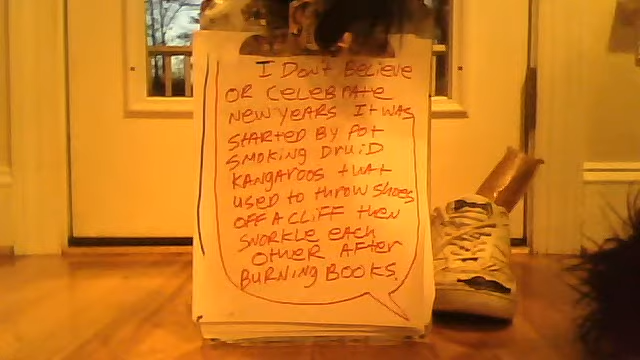 I Don't Believe
OR CELEBRATE
NEW YEARS It WAS
STARTED BY POT
SMOKING DRUiD
KANGAROOS tHAt
USED to tHROW SHOES
OFF A CLIFF tHEN
SNORKLE EACH
OTHER AFTER
BURNING BOOKS.